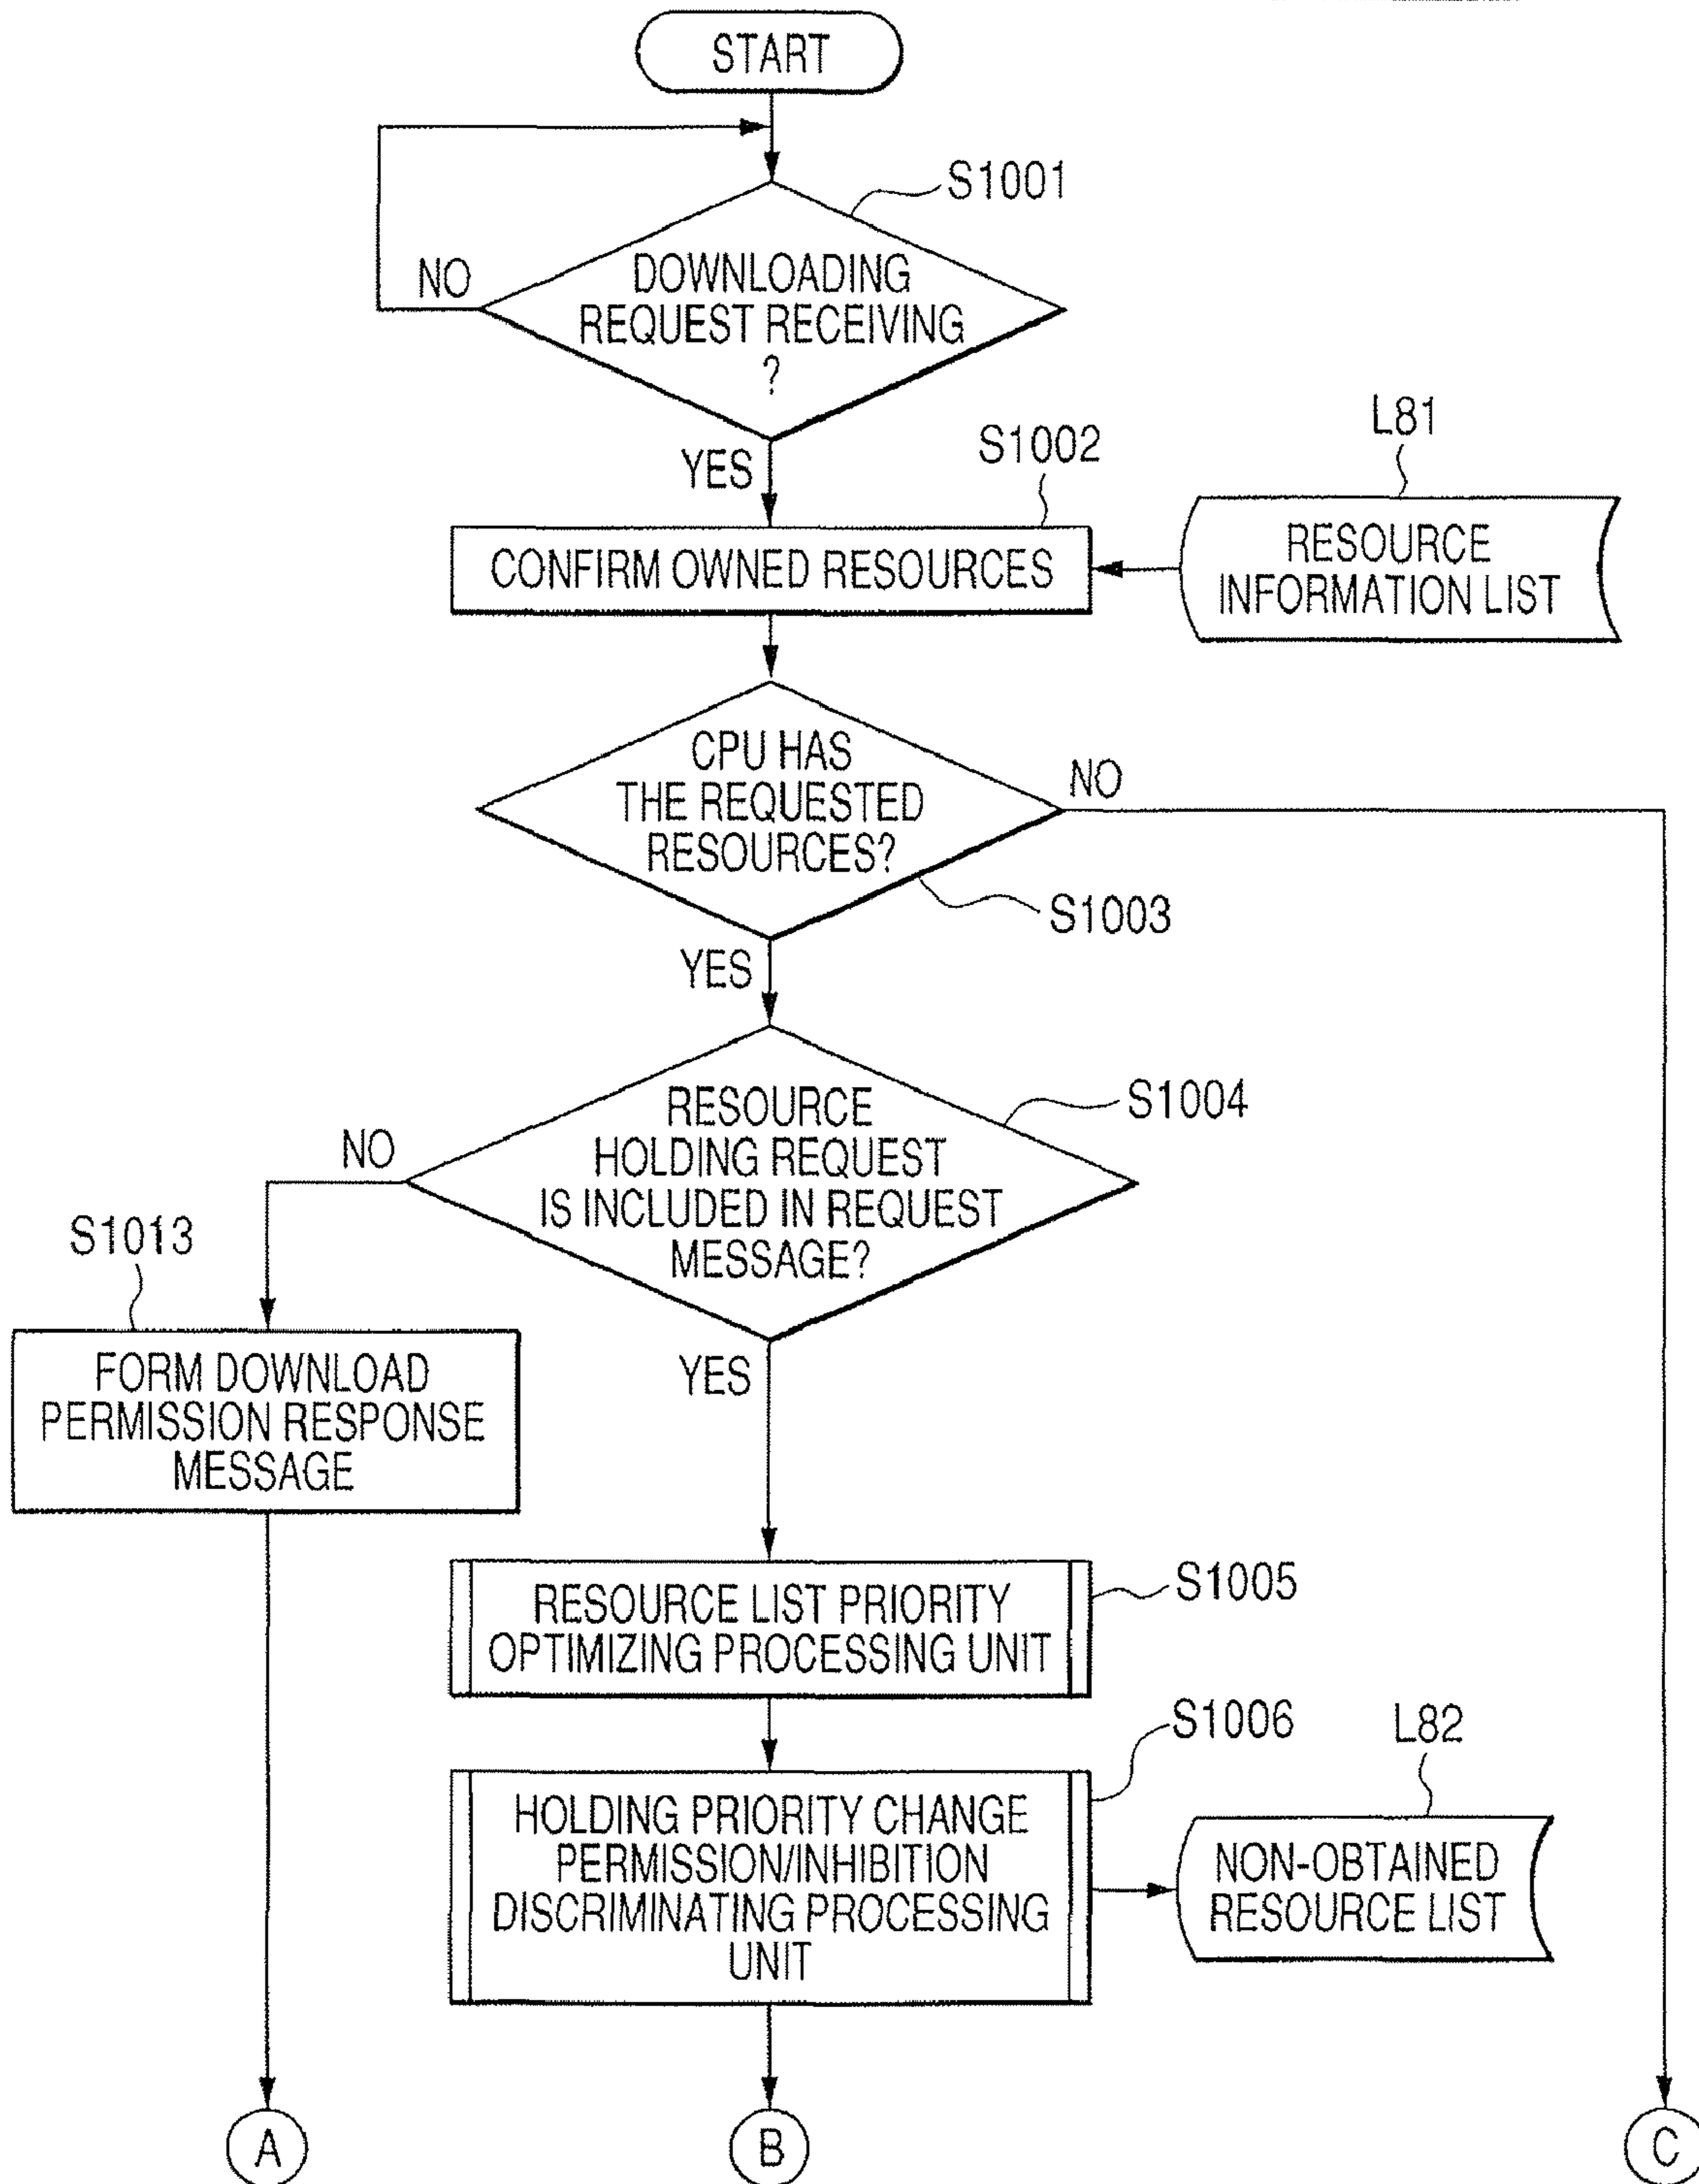 START
S1001
NO
DOWNLOADING
REQUEST RECEIVING
?
YES
S1002
L81
CONFIRM OWNED RESOURCES
RESOURCE
INFORMATION LIST
CPU HAS
THE REQUESTED
RESOURCES?
NO
S1003
YES
RESOURCE
HOLDING REQUEST
IS INCLUDED IN REQUEST
MESSAGE?
S1004
NO
S1013
FORM DOWNLOAD
PERMISSION RESPONSE
MESSAGE
YES
RESOURCE LIST PRIORITY
OPTIMIZING PROCESSING UNIT
S1005
S1006
L82
HOLDING PRIORITY CHANGE
PERMISSION/INHIBITION
DISCRIMINATING PROCESSING
UNIT
NON-OBTAINED
RESOURCE LIST
A
B
C